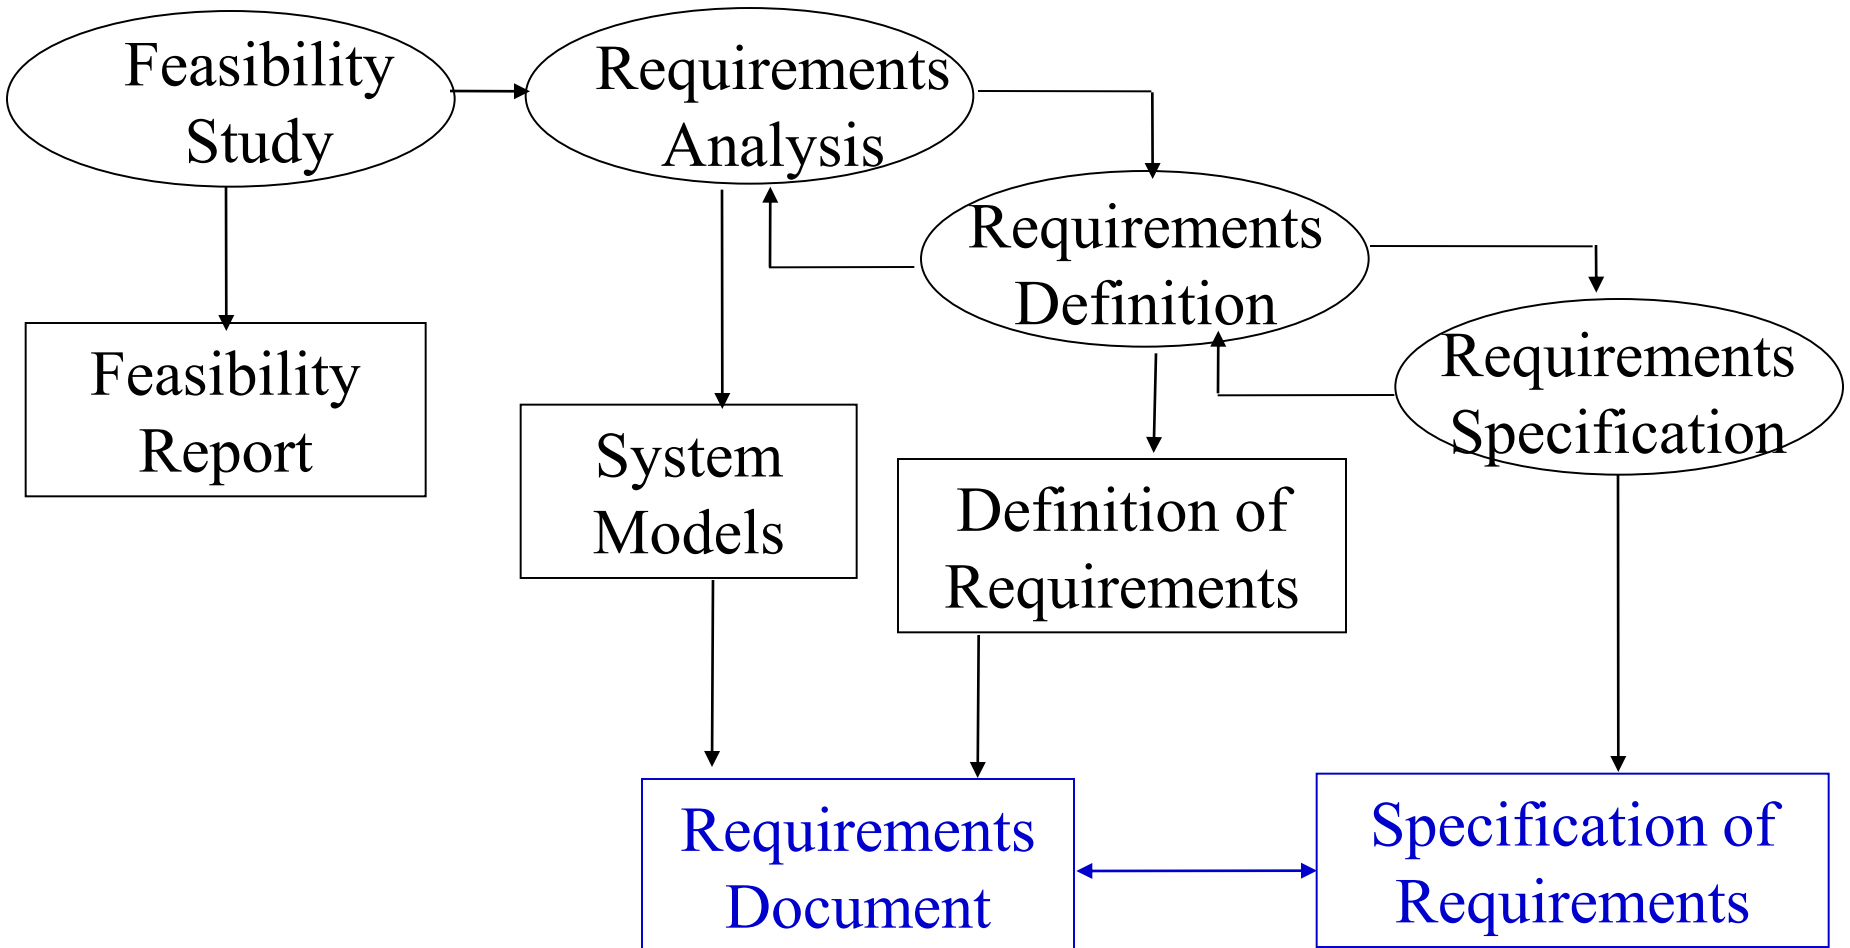 Feasibility
Study
Requirements
Analysis
Requirements
Definition
Requirements
Specification
Feasibility
Report
System
Models
Definition of
Requirements
Requirements
Document
Specification of
Requirements